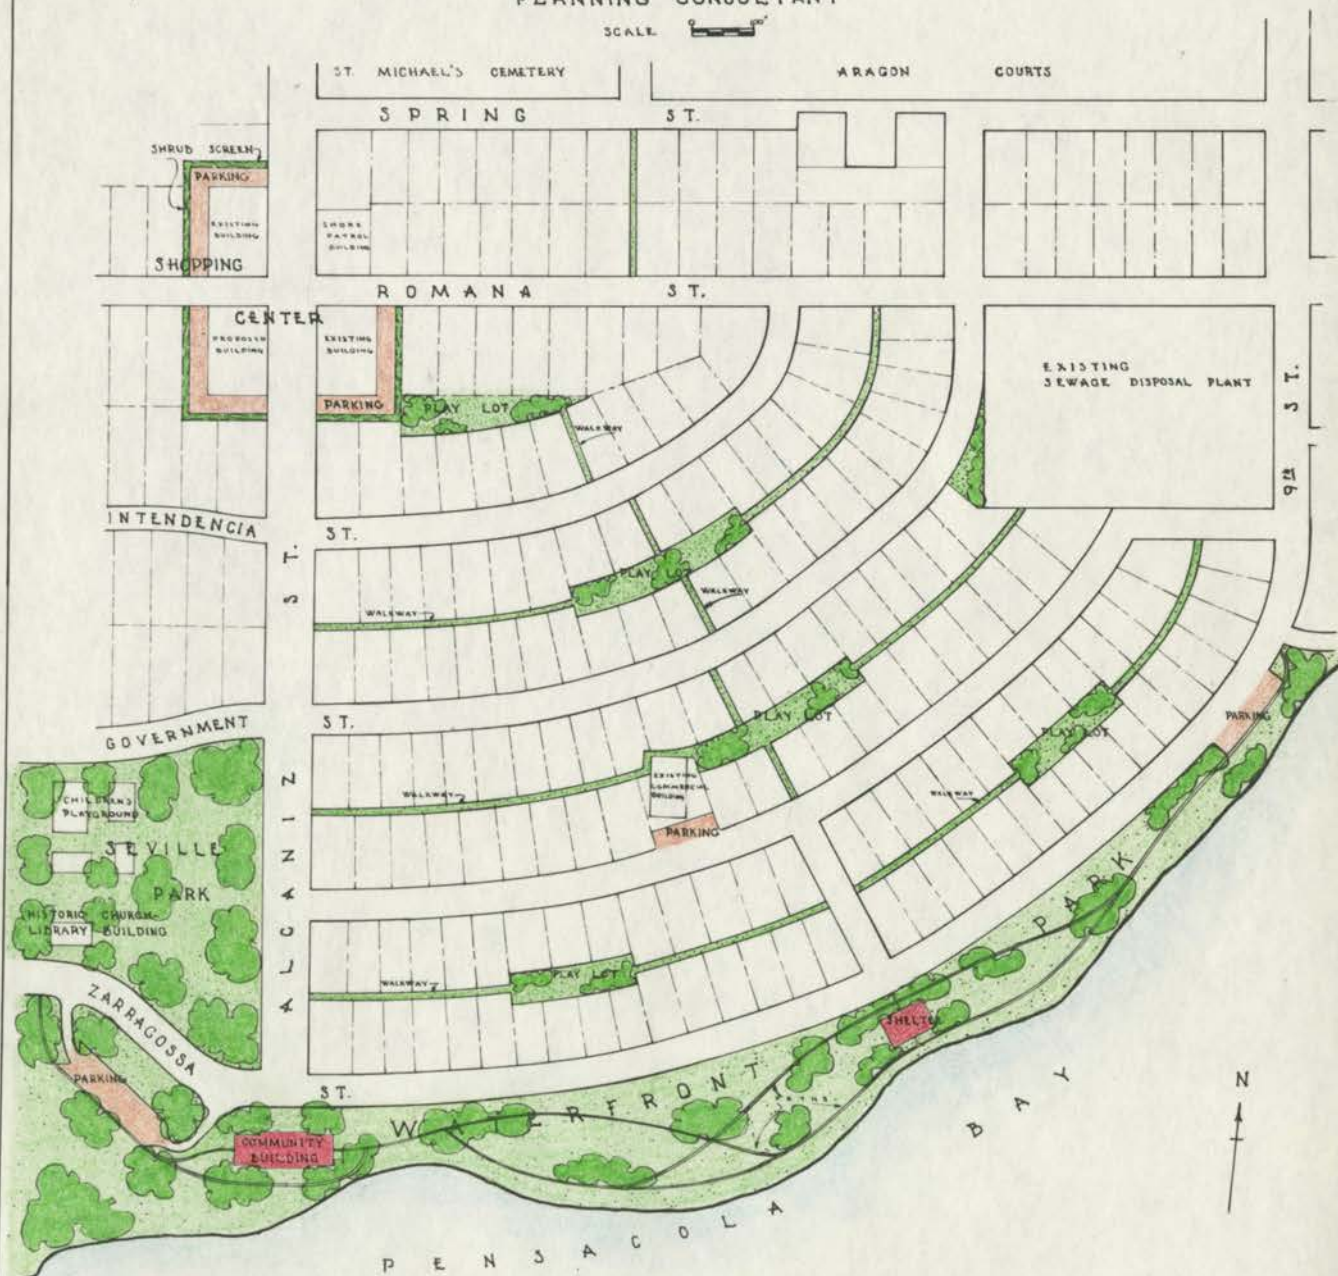 PLANNING CONSULTANT
SCALE
ST. MICHAEL'S CEMETERY
ARAGON COURTS
SPRING ST.
SHRUB SCREEN
PARKING
EXISTING BUILDING
SHORE PATROL BUILDING
SHOPPING
ROMANA ST.
CENTER
PROPOSED BUILDING
EXISTING BUILDING
EXISTING
SEWAGE DISPOSAL PLANT
PARKING
PLAY LOT
WALKWAY
9TH ST.
INTENDENCIA ST.
ST.
PLAY LOT
WALKWAY
WALKWAY
GOVERNMENT ST.
PLAY LOT
PARKING
PLAY LOT
CHILDREN'S
PLAYGROUND
EXISTING
COMMERCIAL
BUILDING
WALKWAY
WALKWAY
PARKING
SEVILLE
PARK
HISTORIC CHURCH-
LIBRARY BUILDING
ALCANIZ
PARK
PLAY LOT
WALKWAY
ZARRAGOSSA ST.
SHELTER
PARKING
WATERFRONT
PATHS
COMMUNITY
BUILDING
N
PENSACOLA BAY